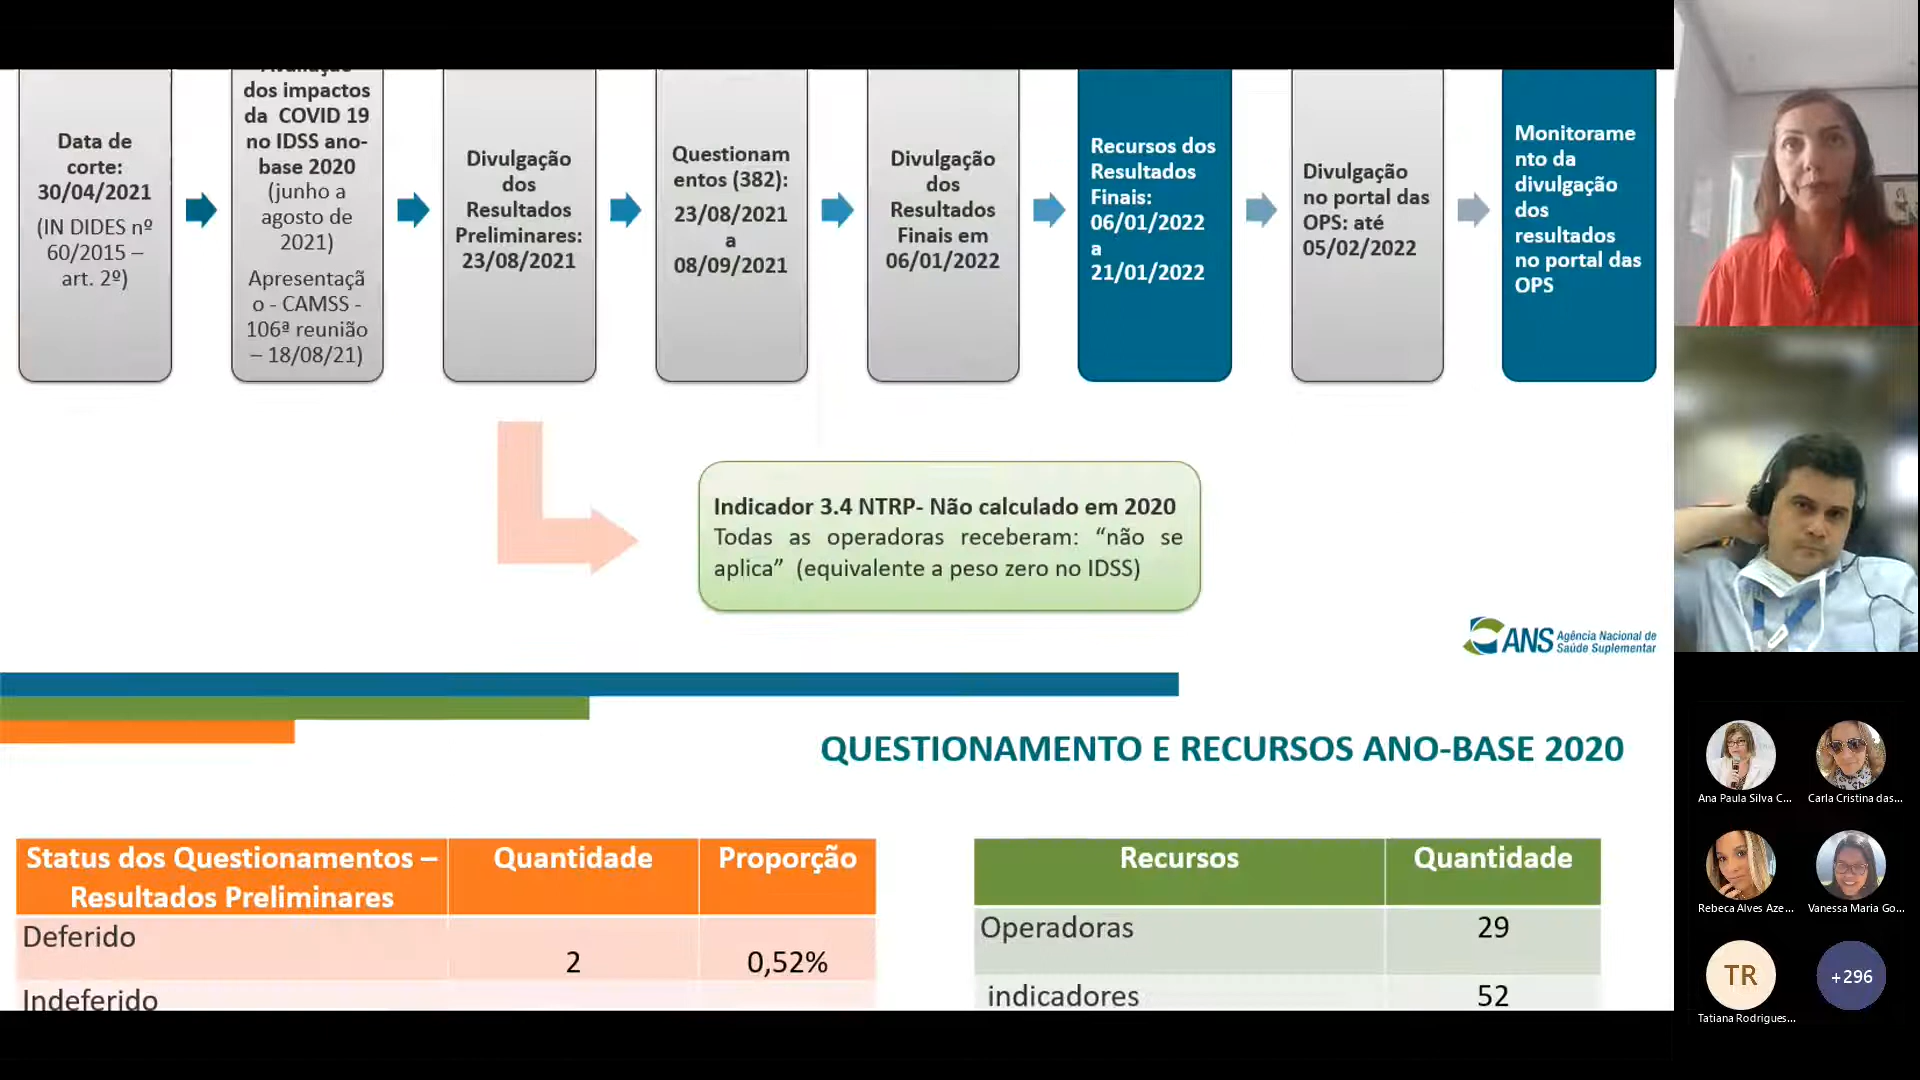 Data de
corte:
30/04/2021
(IN DIDES nº
60/2015 –
art. 2º)
Avaliação
dos impactos
da COVID 19
no IDSS ano-
base 2020
(junho a
agosto de
2021)
Apresentaçã
o - CAMSS -
106ª reunião
– 18/08/21)
Divulgação
dos
Resultados
Preliminares:
23/08/2021
Questionam
entos (382):
23/08/2021
a
08/09/2021
Divulgação
dos
Resultados
Finais em
06/01/2022
Recursos dos
Resultados
Finais:
06/01/2022
a
21/01/2022
Divulgação
no portal das
OPS: até
05/02/2022
Monitorame
nto da
divulgação
dos
resultados
no portal das
OPS
Indicador 3.4 NTRP- Não calculado em 2020
Todas as operadoras receberam: “não se
aplica” (equivalente a peso zero no IDSS)
ANS Agência Nacional de
Saúde Suplementar
QUESTIONAMENTO E RECURSOS ANO-BASE 2020
Status dos Questionamentos –
Resultados Preliminares
Quantidade
Proporção
Deferido
2
0,52%
Indeferido
Recursos
Quantidade
Operadoras
29
indicadores
52
Ana Paula Silva C...
Carla Cristina das...
Rebeca Alves Aze...
Vanessa Maria Go...
TR
+296
Tatiana Rodrigues...